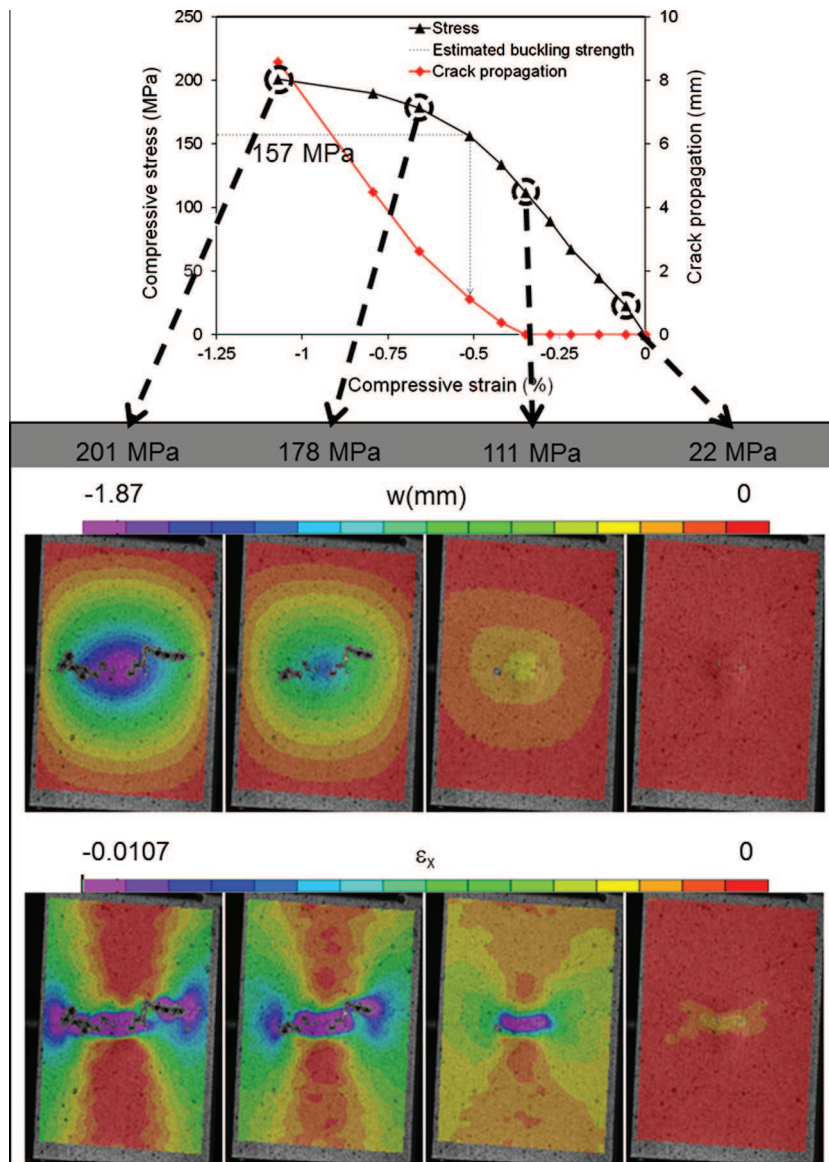 250
200
150
100
50
0
Compressive stress (MPa)
Stress
Estimated buckling strength
Crack propagation
157 MPa
10
8
6
4
2
0
Crack propagation (mm)
-1.25
-1
-0.75
-0.5
-0.25
0
Compressive strain (%)
201 MPa 178 MPa 111 MPa 22 MPa
-1.87 w(mm) 0
-0.0107 εx 0